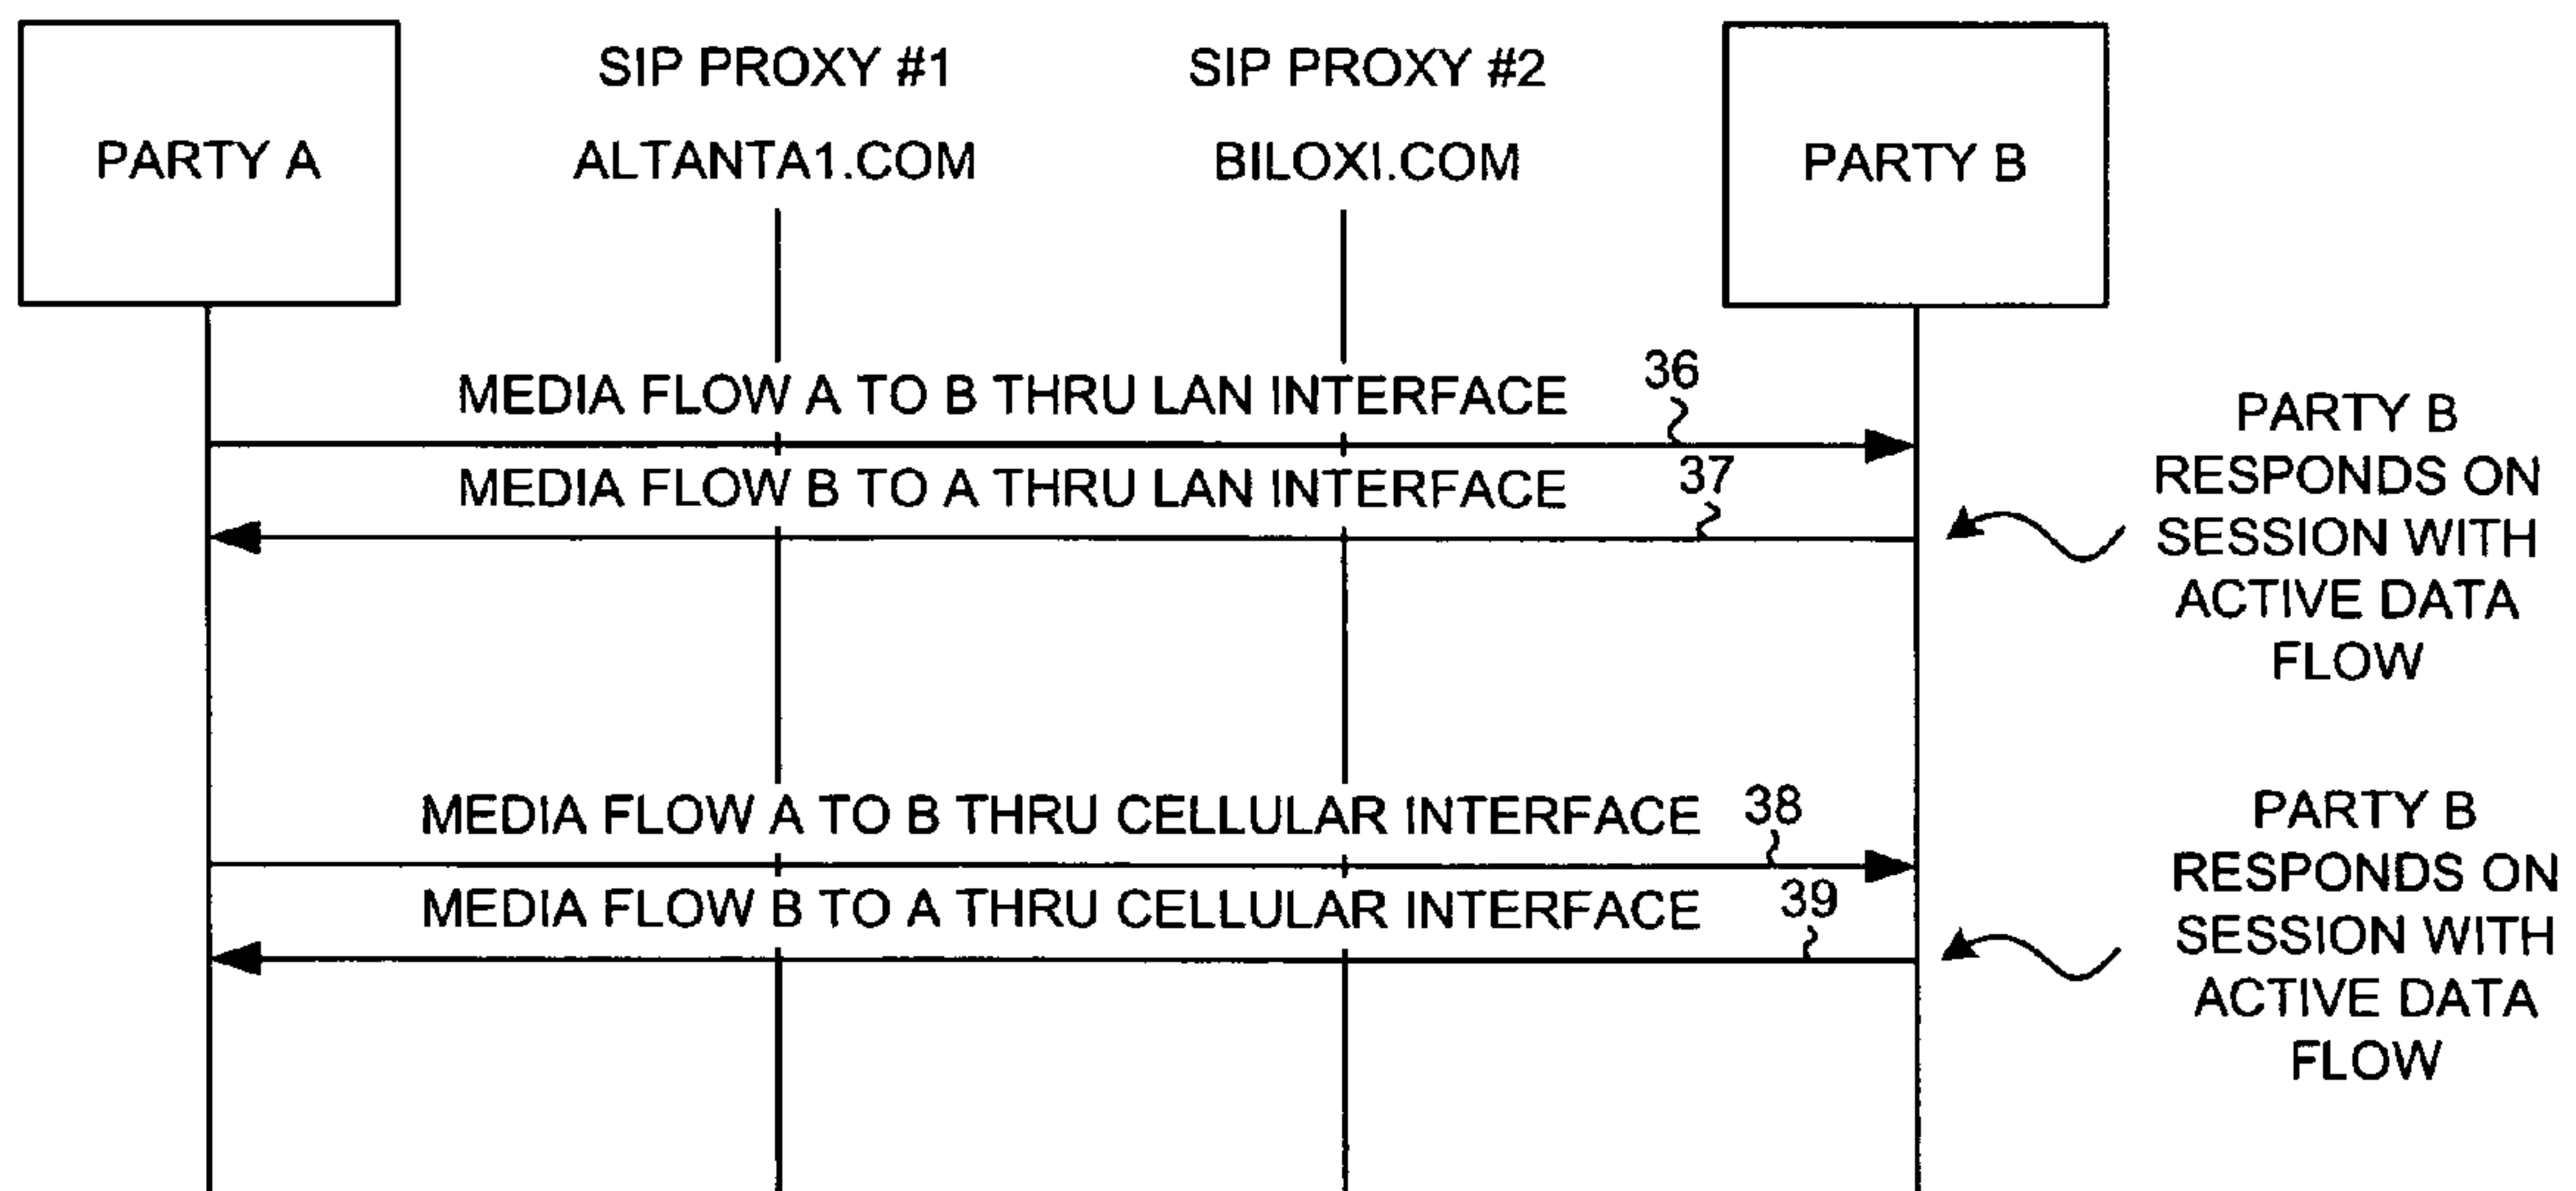 PARTY A
SIP PROXY #1
ALTANTA1.COM
SIP PROXY #2
BILOXI.COM
PARTY B
MEDIA FLOW A TO B THRU LAN INTERFACE
36
MEDIA FLOW B TO A THRU LAN INTERFACE
37
PARTY B
RESPONDS ON
SESSION WITH
ACTIVE DATA
FLOW
MEDIA FLOW A TO B THRU CELLULAR INTERFACE
38
MEDIA FLOW B TO A THRU CELLULAR INTERFACE
39
PARTY B
RESPONDS ON
SESSION WITH
ACTIVE DATA
FLOW